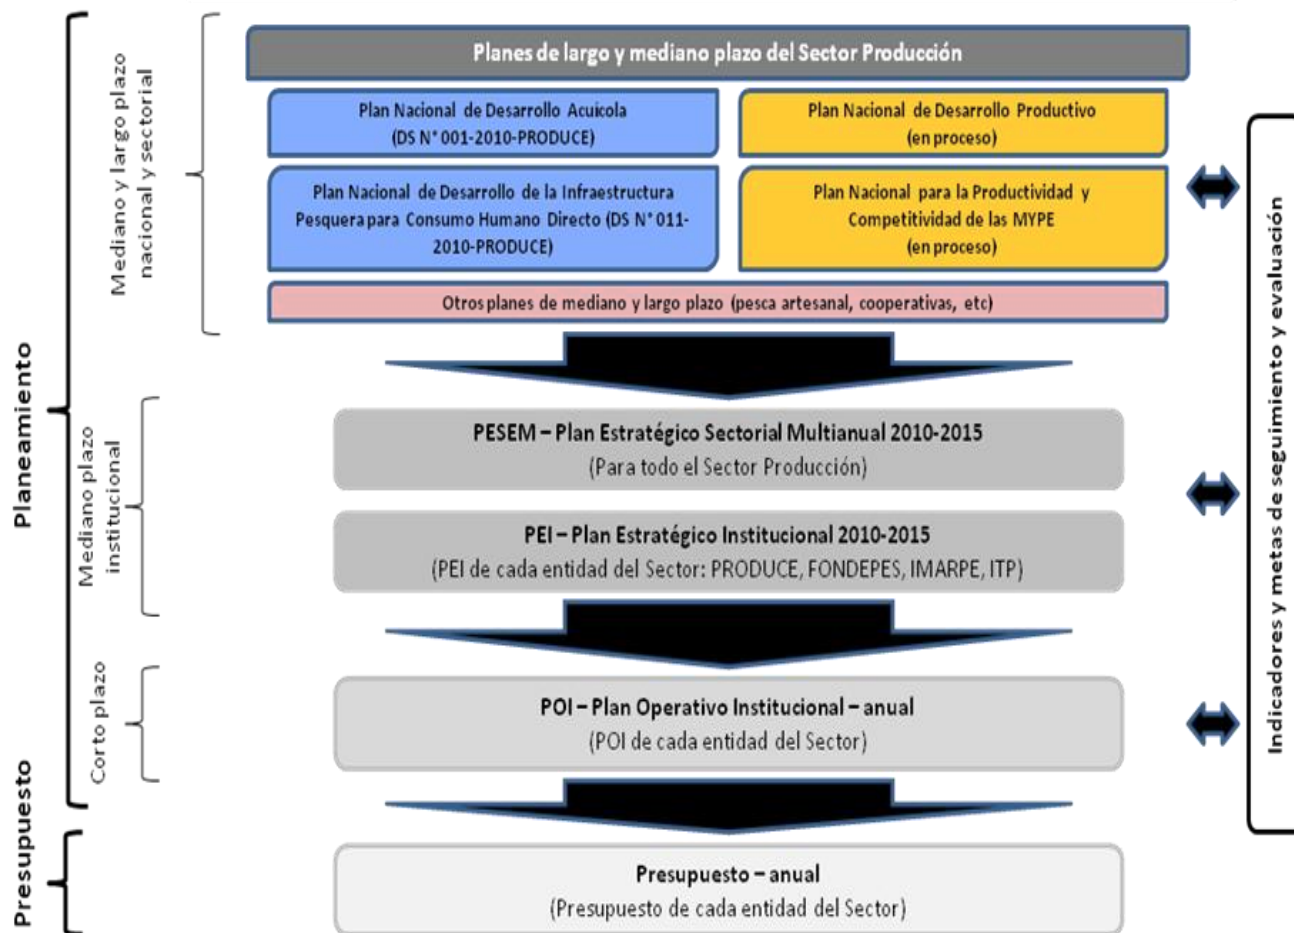 Planes de largo y mediano plazo del Sector Producción
Plan Nacional de Desarrollo Acuícola
(DS N° 001-2010-PRODUCE)
Plan Nacional de Desarrollo Productivo
(en proceso)
Plan Nacional de Desarrollo de la Infraestructura
Pesquera para Consumo Humano Directo (DS N° 011-
2010-PRODUCE)
Plan Nacional para la Productividad y
Competitividad de las MYPE
(en proceso)
Otros planes de mediano y largo plazo (pesca artesanal, cooperativas, etc)
Mediano y largo plazo
nacional y sectorial
Planeamiento
Mediano plazo
institucional
PESEM – Plan Estratégico Sectorial Multianual 2010-2015
(Para todo el Sector Producción)
PEI – Plan Estratégico Institucional 2010-2015
(PEI de cada entidad del Sector: PRODUCE, FONDEPES, IMARPE, ITP)
Corto plazo
POI – Plan Operativo Institucional – anual
(POI de cada entidad del Sector)
Presupuesto
Presupuesto – anual
(Presupuesto de cada entidad del Sector)
Indicadores y metas de seguimiento y evaluación